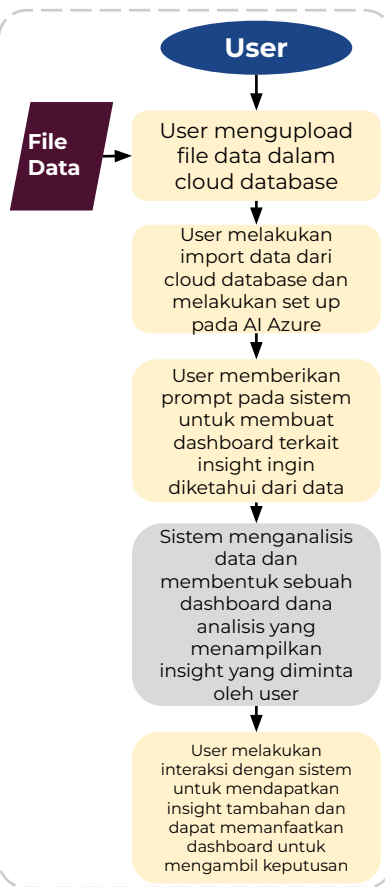 User
File
Data
User mengupload
file data dalam
cloud database
User melakukan
import data dari
cloud database dan
melakukan set up
pada AI Azure
User memberikan
prompt pada sistem
untuk membuat
dashboard terkait
insight ingin
diketahui dari data
Sistem menganalisis
data dan
membentuk sebuah
dashboard dana
analisis yang
menampilkan
insight yang diminta
oleh user
User melakukan
interaksi dengan sistem
untuk mendapatkan
insight tambahan dan
dapat memanfaatkan
dashboard untuk
mengambil keputusan